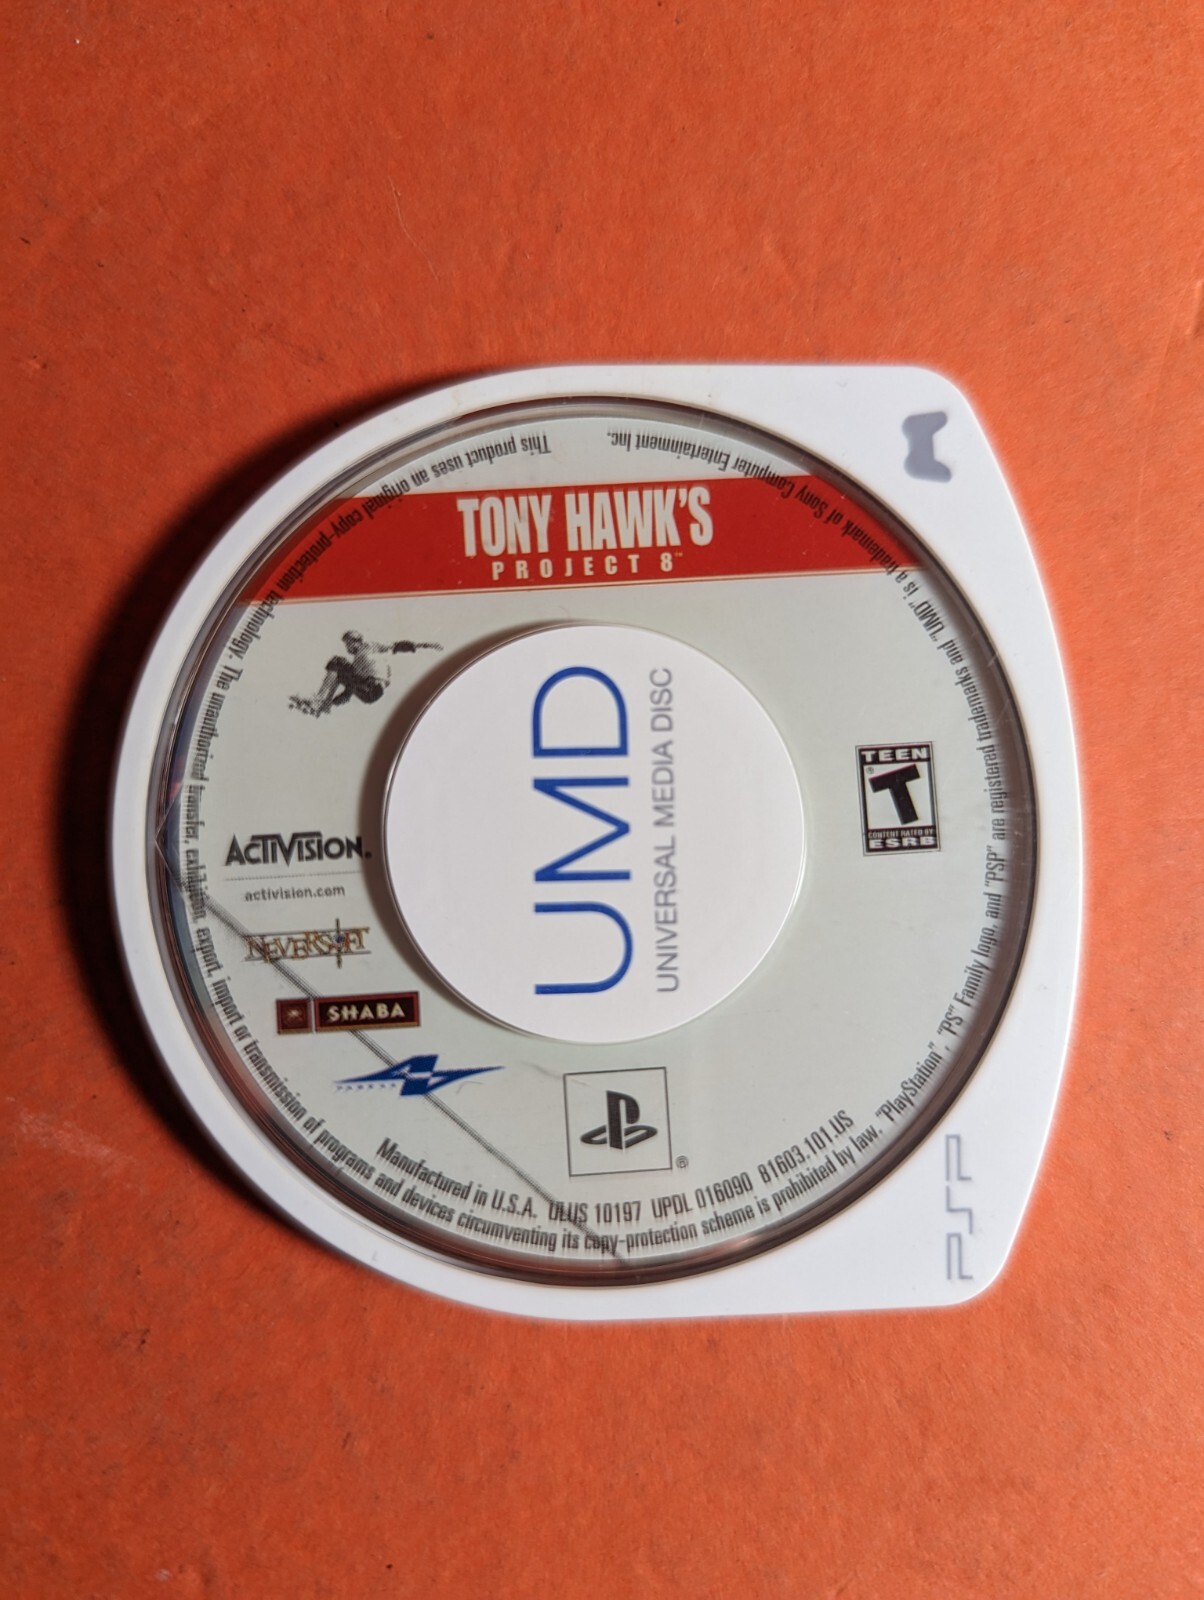 TONY HAWK'S
PROJECT 8™
UMD
UNIVERSAL MEDIA DISC
TEEN
T
®
CONTENT RATED BY
ESRB
ACTIVISION®
activision.com
NEVERSOFT
SHABA
®
Manufactured in U.S.A. ULUS 10197 UPDL 016090 81603.101.US
This product uses an original copy-protection technology. The unauthorized transfer, exhibition, export, import or transmission of programs and devices circumventing its copy-protection scheme is prohibited by law. "PlayStation", "PS" Family logo, and "PSP" are registered trademarks and "UMD" is a trademark of Sony Computer Entertainment Inc.
PSP